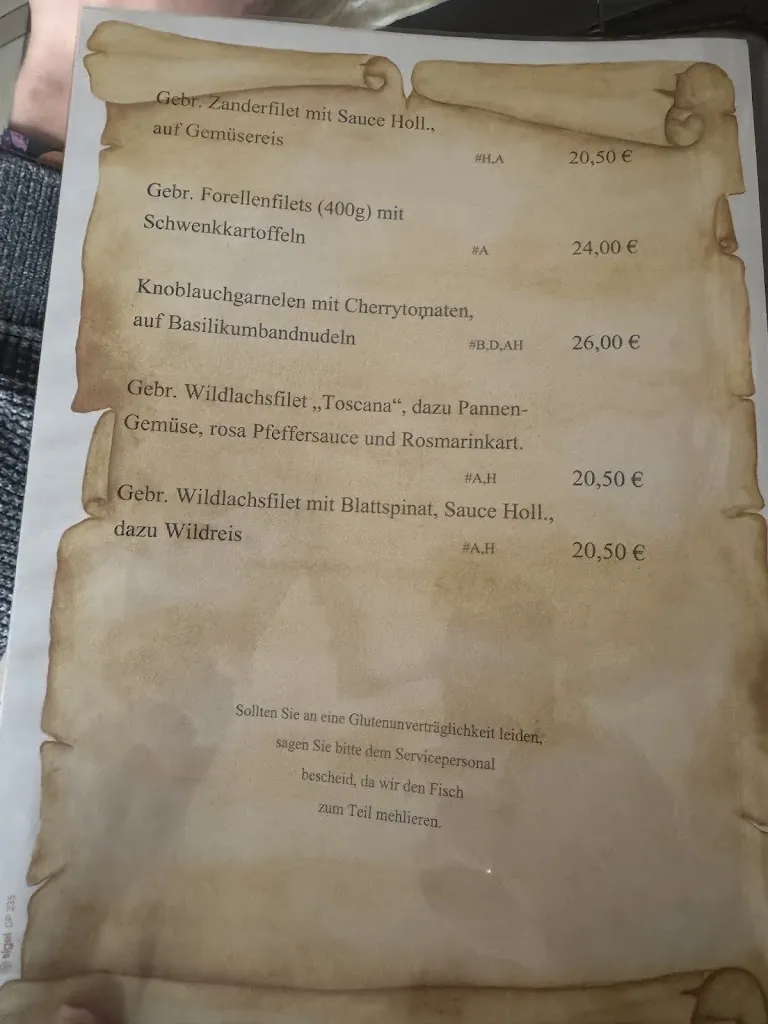 Gebr. Zanderfilet mit Sauce Holl.,
auf Gemüsereis
#H,A 20,50 €
Gebr. Forellenfilets (400g) mit
Schwenkkartoffeln
#A 24,00 €
Knoblauchgarnelen mit Cherrytomaten,
auf Basilikumbandnudeln
#B,D,AH 26,00 €
Gebr. Wildlachsfilet „Toscana“, dazu Pannen-
Gemüse, rosa Pfeffersauce und Rosmarinkart.
#A,H 20,50 €
Gebr. Wildlachsfilet mit Blattspinat, Sauce Holl.,
dazu Wildreis
#A,H 20,50 €
Sollten Sie an eine Glutenunverträglichkeit leiden,
sagen Sie bitte dem Servicepersonal
bescheid, da wir den Fisch
zum Teil mehlieren.
sigel DP 235